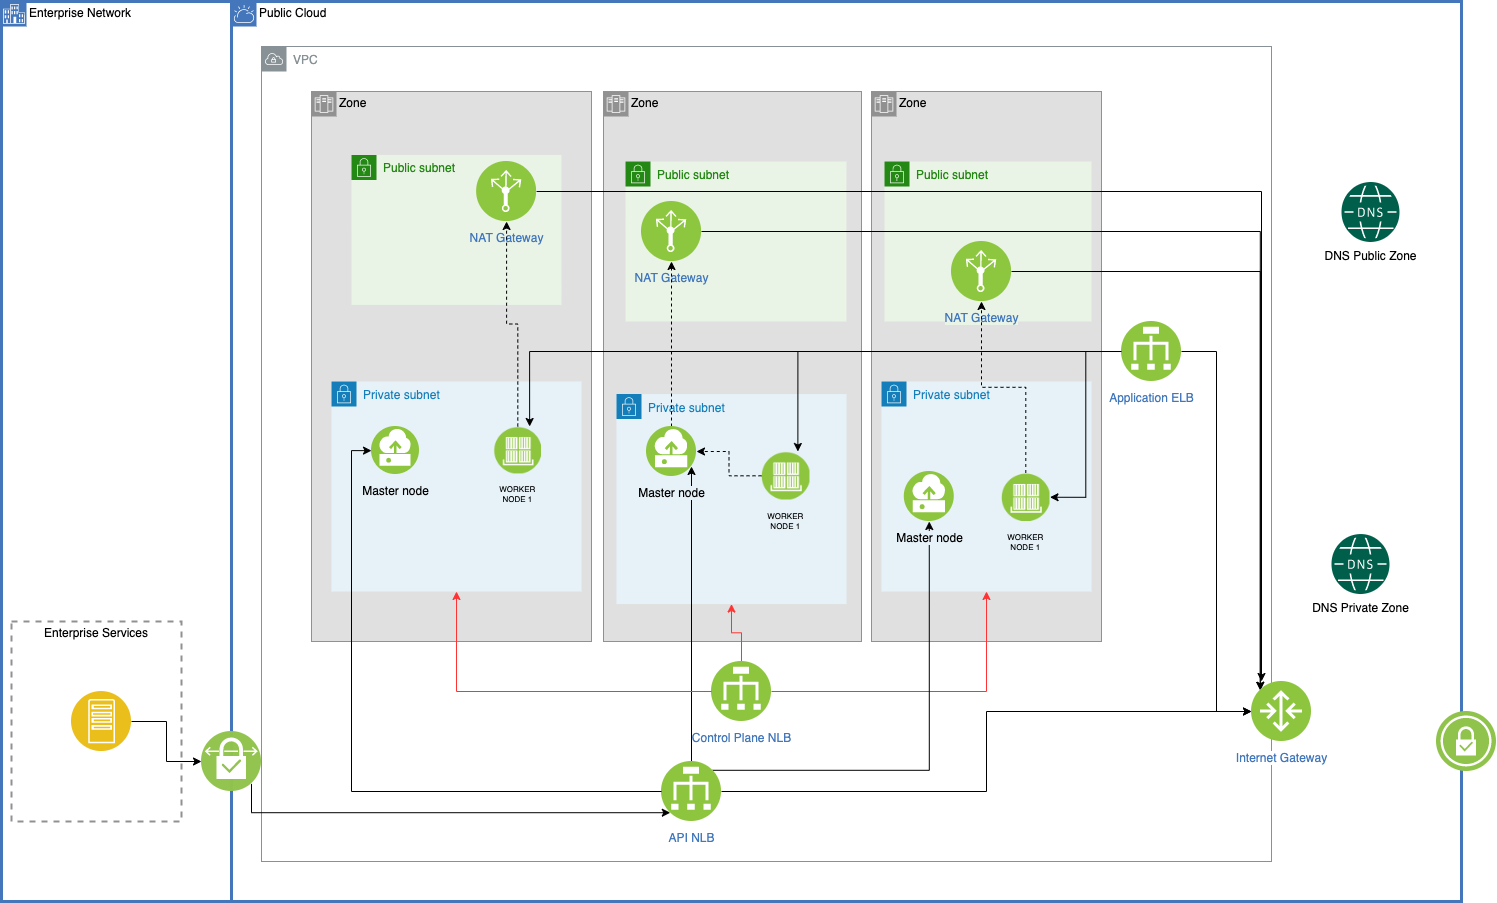 Enterprise Network
Public Cloud
VPC
Zone
Zone
Zone
Public subnet
Public subnet
Public subnet
NAT Gateway
NAT Gateway
NAT Gateway
DNS
DNS Public Zone
Application ELB
Private subnet
Private subnet
Private subnet
Master node
WORKER
NODE 1
Master node
WORKER
NODE 1
Master node
WORKER
NODE 1
DNS
DNS Private Zone
Enterprise Services
Control Plane NLB
Internet Gateway
API NLB